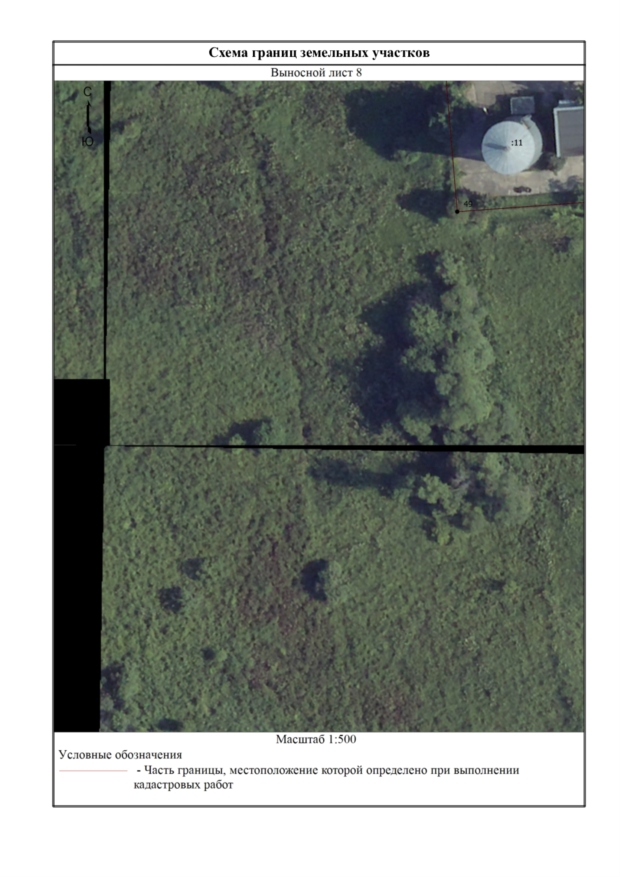 Схема границ земельных участков
Выносной лист 8
С
Ю
:11
Масштаб 1:500
Условные обозначения
- Часть границы, местоположение которой определено при выполнении
кадастровых работ